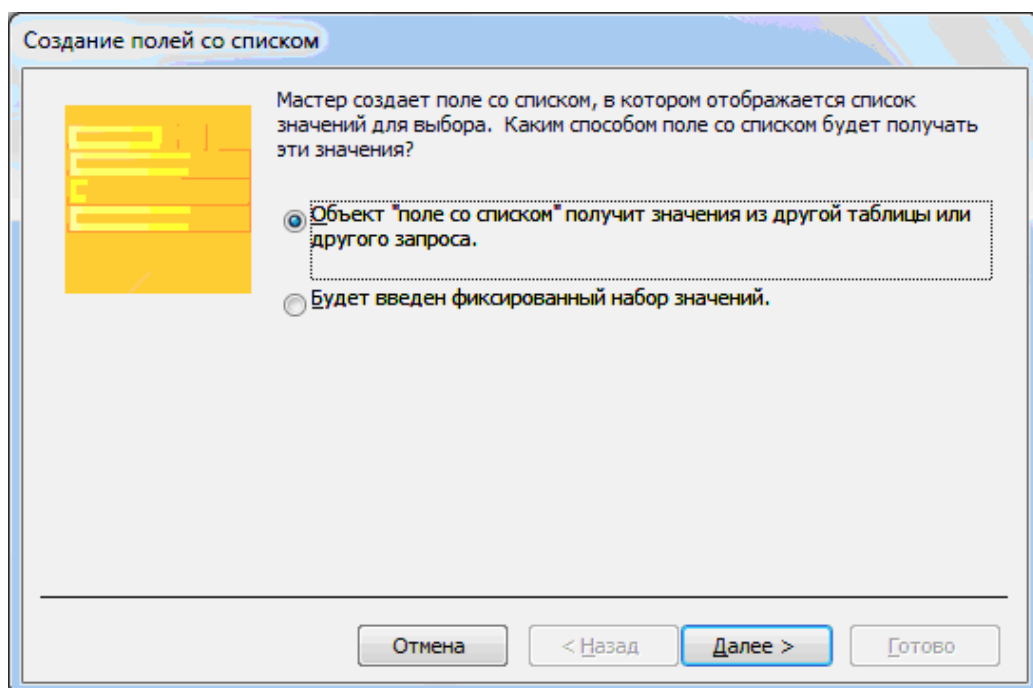 Создание полей со списком
Мастер создает поле со списком, в котором отображается список
значений для выбора. Каким способом поле со списком будет получать
эти значения?
Объект "поле со списком" получит значения из другой таблицы или
другого запроса.
Будет введен фиксированный набор значений.
Отмена
< Назад
Далее >
Готово